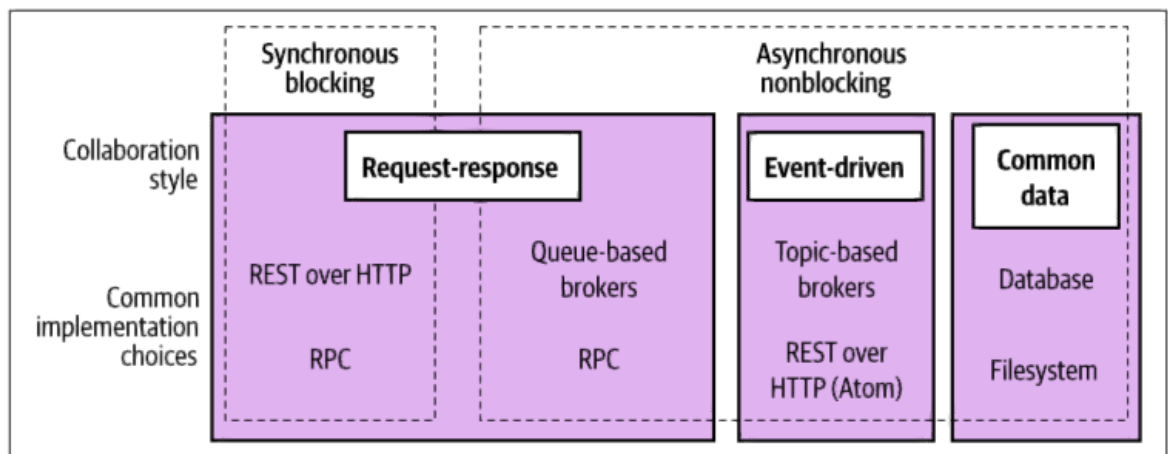 Synchronous
blocking
Asynchronous
nonblocking
Collaboration
style
Request-response
Event-driven
Common
data
Common
implementation
choices
REST over HTTP
RPC
Queue-based
brokers
RPC
Topic-based
brokers
REST over
HTTP (Atom)
Database
Filesystem